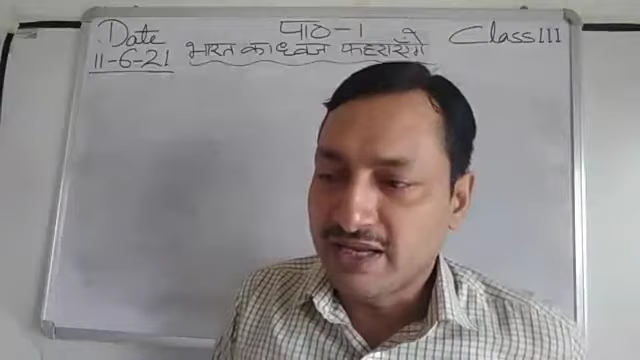 Date पाठ-1 Class III
11-6-21 भारत का ध्वज फहराएंगे